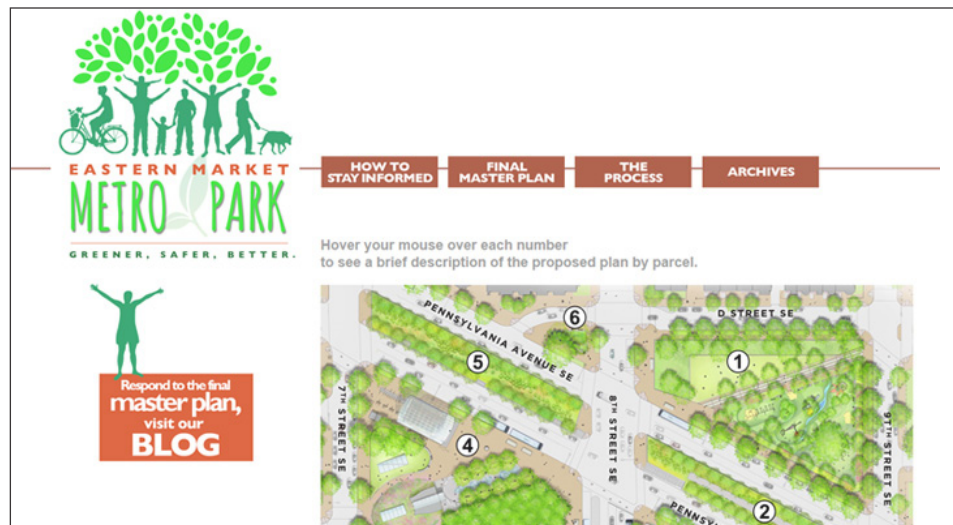 EASTERN MARKET
METRO PARK
GREENER, SAFER, BETTER.
HOW TO
STAY INFORMED
FINAL
MASTER PLAN
THE
PROCESS
ARCHIVES
Hover your mouse over each number
to see a brief description of the proposed plan by parcel.
Respond to the final
master plan,
visit our
BLOG
PENNSYLVANIA AVENUE SE
6
D STREET SE
5
1
7TH STREET SE
8TH STREET SE
9TH STREET SE
4
2